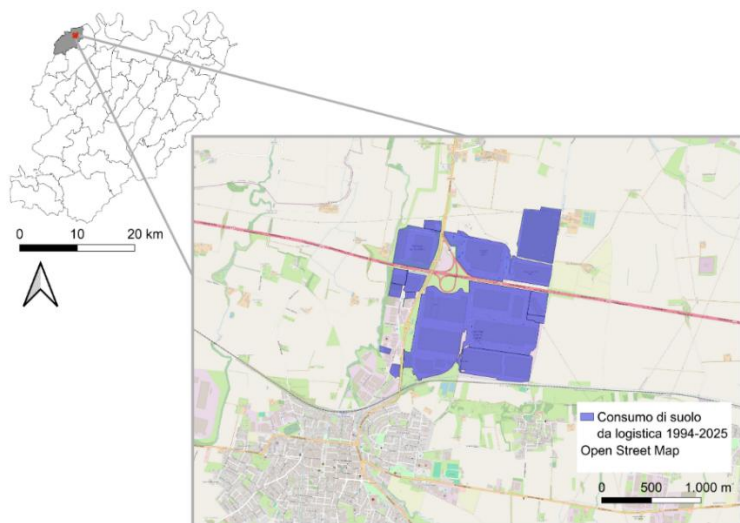 0 10 20 km
Consumo di suolo
da logistica 1994-2025
Open Street Map
0 500 1.000 m